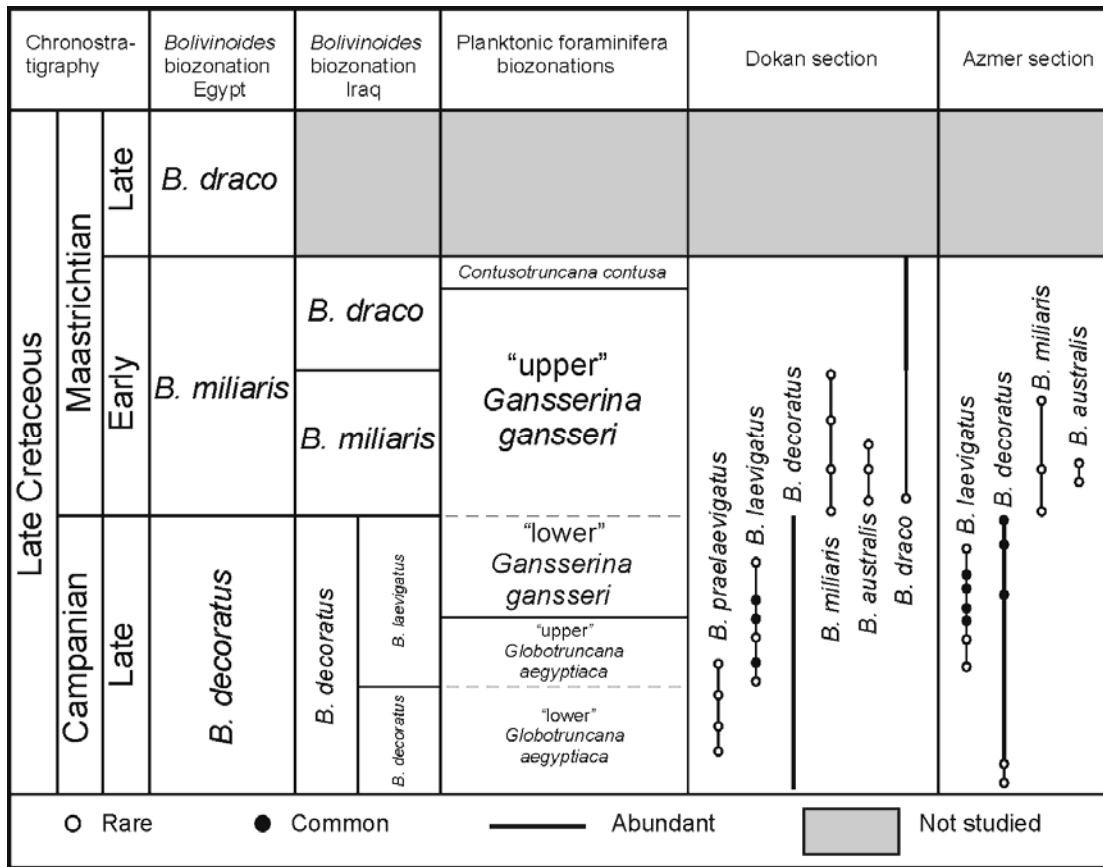 Chronostra-
tigraphy
Bolivinoides
biozonation
Egypt
Bolivinoides
biozonation
Iraq
Planktonic foraminifera
biozonations
Dokan section
Azmer section
Late Cretaceous
Maastrichtian
Late
Early
Campanian
Late
B. draco
B. miliaris
B. decoratus
B. draco
B. miliaris
B. decoratus
B. laevigatus
B. decoratus
Contusotruncana contusa
“upper”
Gansserina
gansseri
“lower”
Gansserina
gansseri
“upper”
Globotruncana
aegyptiaca
“lower”
Globotruncana
aegyptiaca
B. praelaevigatus
B. laevigatus
B. decoratus
B. miliaris
B. australis
B. draco
B. laevigatus
B. decoratus
B. miliaris
B. australis
Rare
Common
Abundant
Not studied